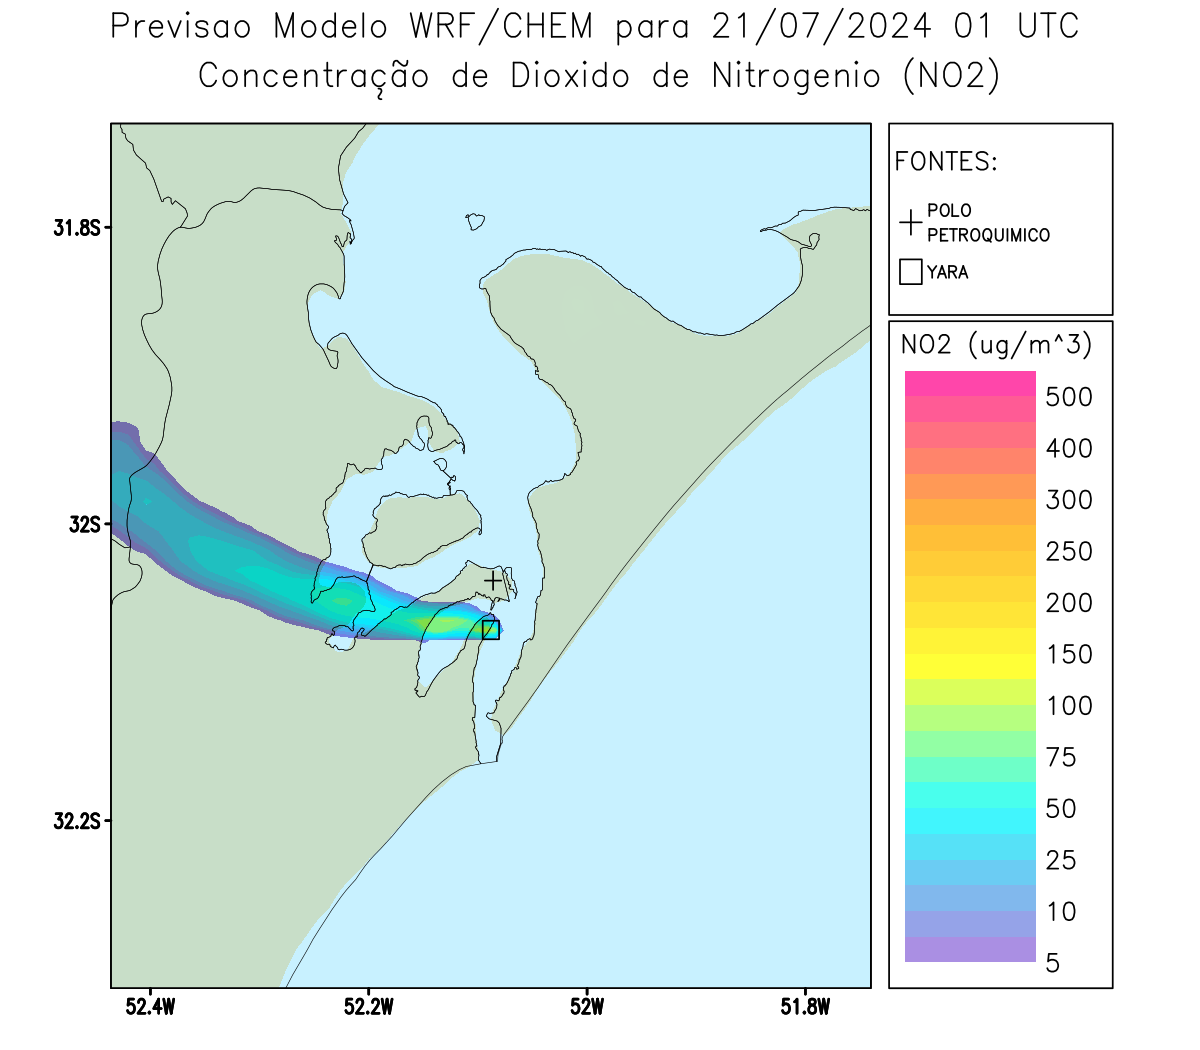 Previsao Modelo WRF/CHEM para 21/07/2024 01 UTC
Concentração de Dioxido de Nitrogenio (NO2)
FONTES:
POLO
PETROQUIMICO
YARA
31.8S
32S
32.2S
52.4W
52.2W
52W
51.8W
NO2 (ug/m^3)
500
400
300
250
200
150
100
75
50
25
10
5